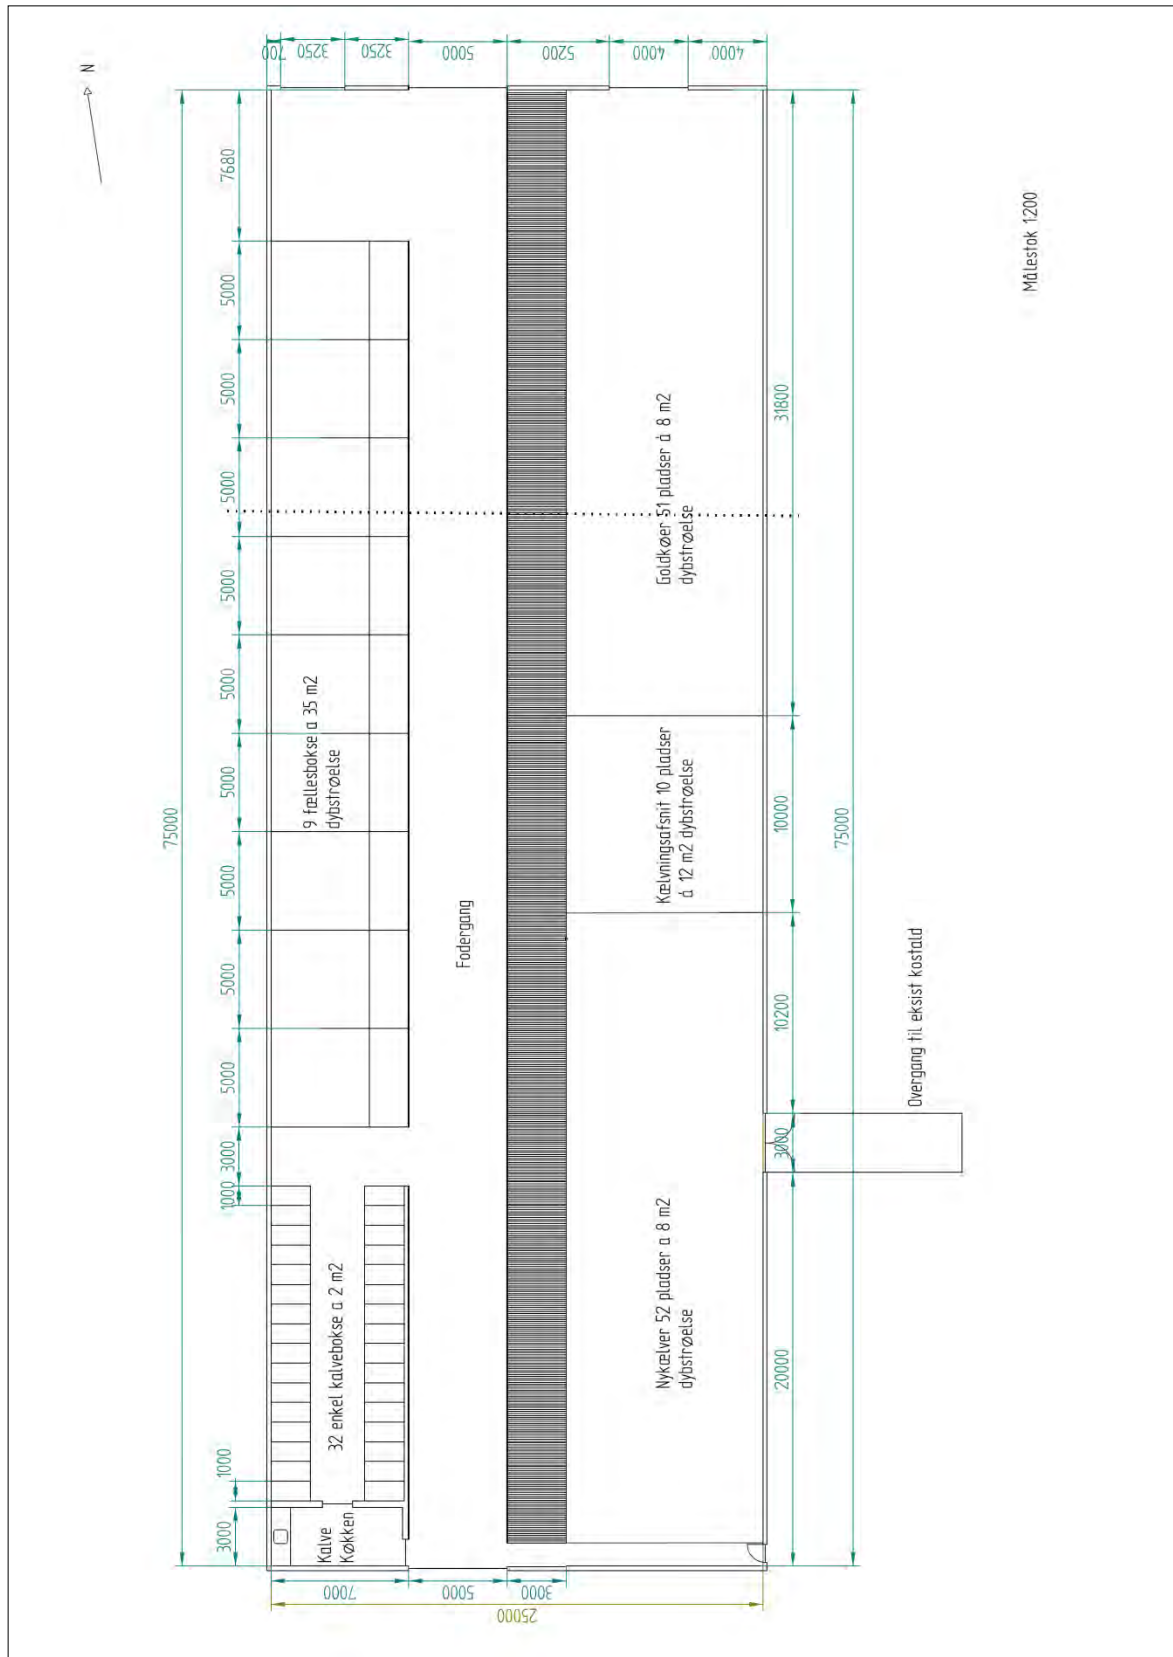 N
700
3250
3250
5000
5200
4000
4000
7680
5000
5000
5000
5000
5000
5000
5000
5000
5000
3000
1000
1000
3000
75000
9 fællesbokse a 35 m2
dybstrøelse
32 enkel kalvebokse a 2 m2
Kalve
Køkken
Fodergang
Goldkøer 51 pladser á 8 m2
dybstrøelse
Kælvningsafsnit 10 pladser
á 12 m2 dybstrøelse
Nykælver 52 pladser a 8 m2
dybstrøelse
31800
10000
10200
3000
20000
75000
Overgang til eksist kostald
Målestok 1:200
7000
5000
3000
25000